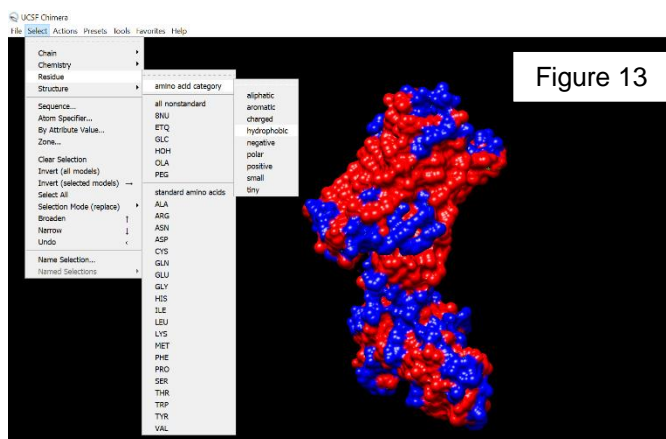 UCSF Chimera
File Select Actions Presets Tools Favorites Help
Figure 13
Chain
Chemistry
Residue
Structure
Sequence...
Atom Specifier...
By Attribute Value...
Zone...
Clear Selection
Invert (all models)
Invert (selected models) →
Select All
Selection Mode (replace)
Broaden ↑
Narrow ↓
Undo <
Name Selection...
Named Selections
amino acid category
all nonstandard
8NU
ETQ
GLC
HOH
OLA
PEG
standard amino acids
ALA
ARG
ASN
ASP
CYS
GLN
GLU
GLY
HIS
ILE
LEU
LYS
MET
PHE
PRO
SER
THR
TRP
TYR
VAL
aliphatic
aromatic
charged
hydrophobic
negative
polar
positive
small
tiny